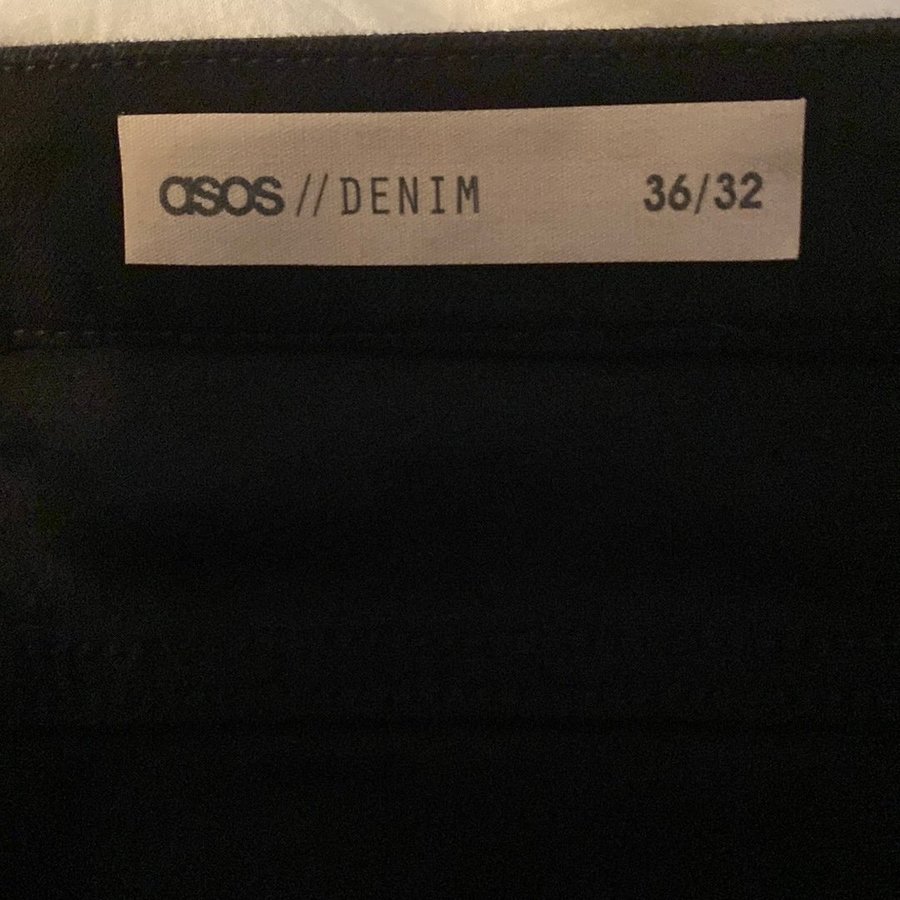 asos // DENIM 36/32